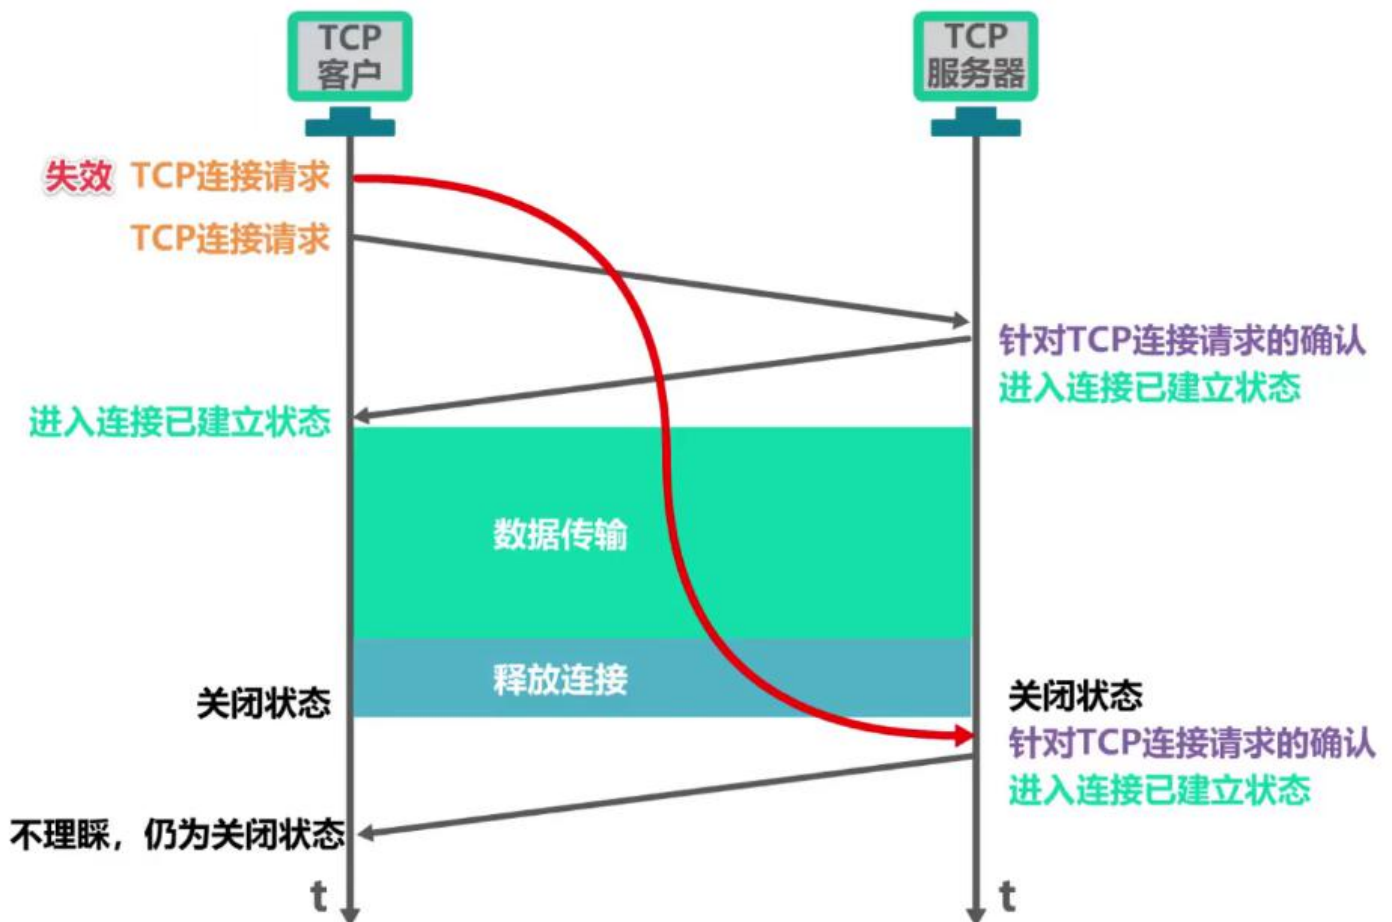 TCP
客户
TCP
服务器
失效 TCP连接请求
TCP连接请求
针对TCP连接请求的确认
进入连接已建立状态
进入连接已建立状态
数据传输
释放连接
关闭状态
关闭状态
针对TCP连接请求的确认
进入连接已建立状态
不理睬，仍为关闭状态
t
t